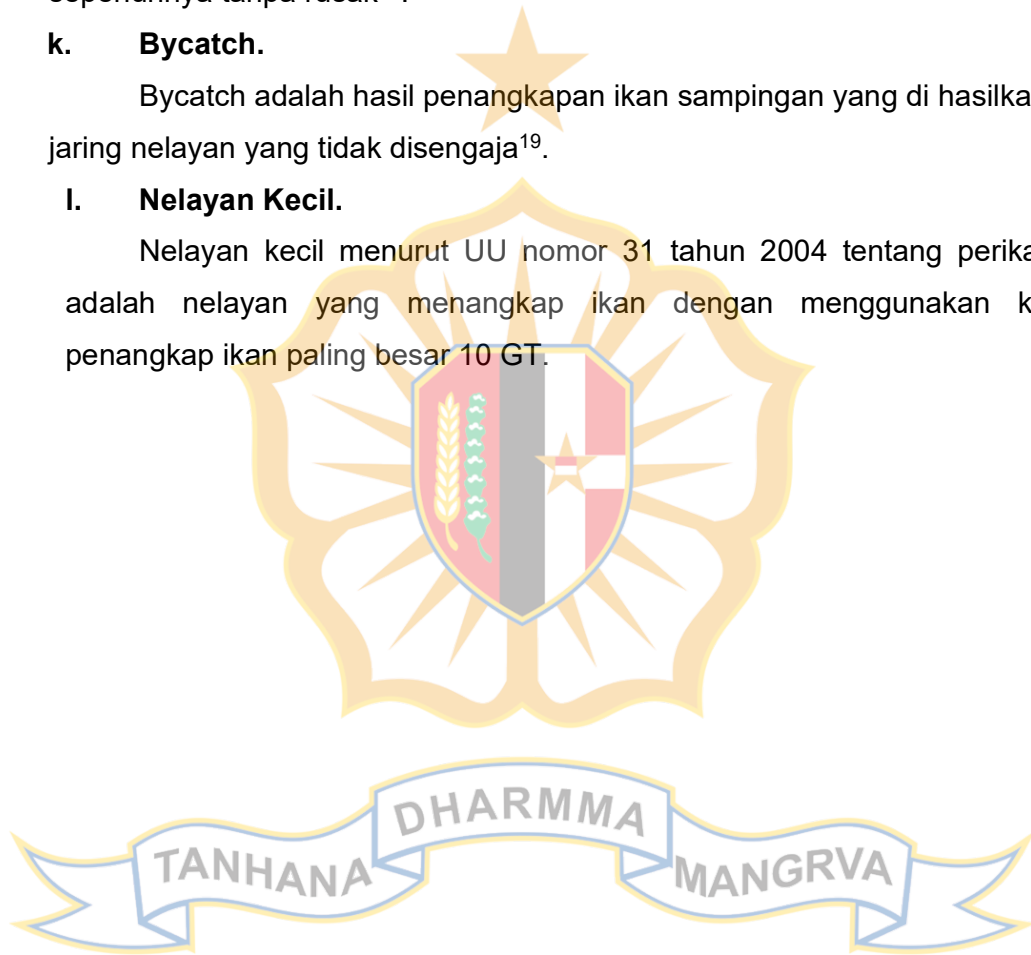 k. Bycatch.
Bycatch adalah hasil penangkapan ikan sampingan yang di
jaring nelayan yang tidak disengaja¹⁹.
l. Nelayan Kecil.
Nelayan kecil menurut UU nomor 31 tahun 2004 tentang
adalah nelayan yang menangkap ikan dengan menggunakan
penangkap ikan paling besar 10 GT.
DHARMMA
TANHANA
MANGRVA